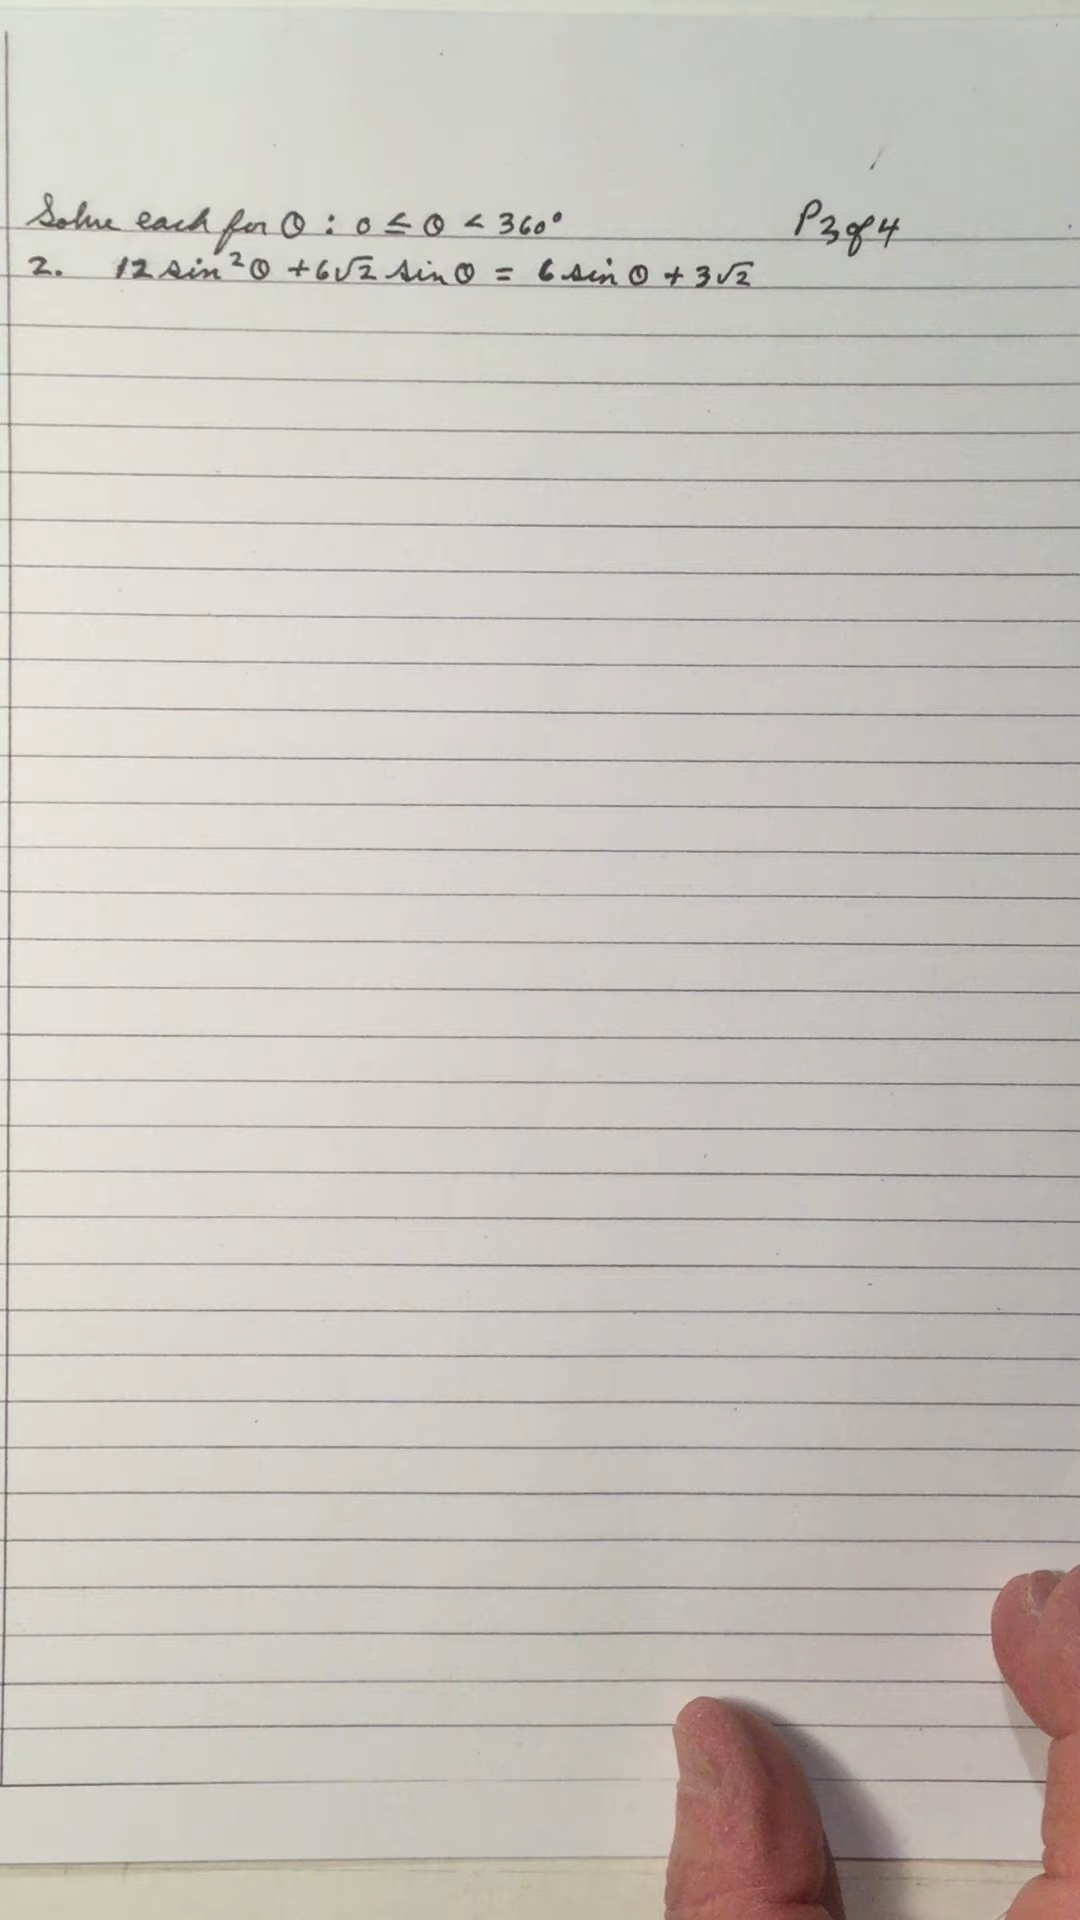 Solve each for θ : 0 ≤ θ < 360° P3 of 4
2. 12 sin²θ + 6√2 sin θ = 6 sin θ + 3√2